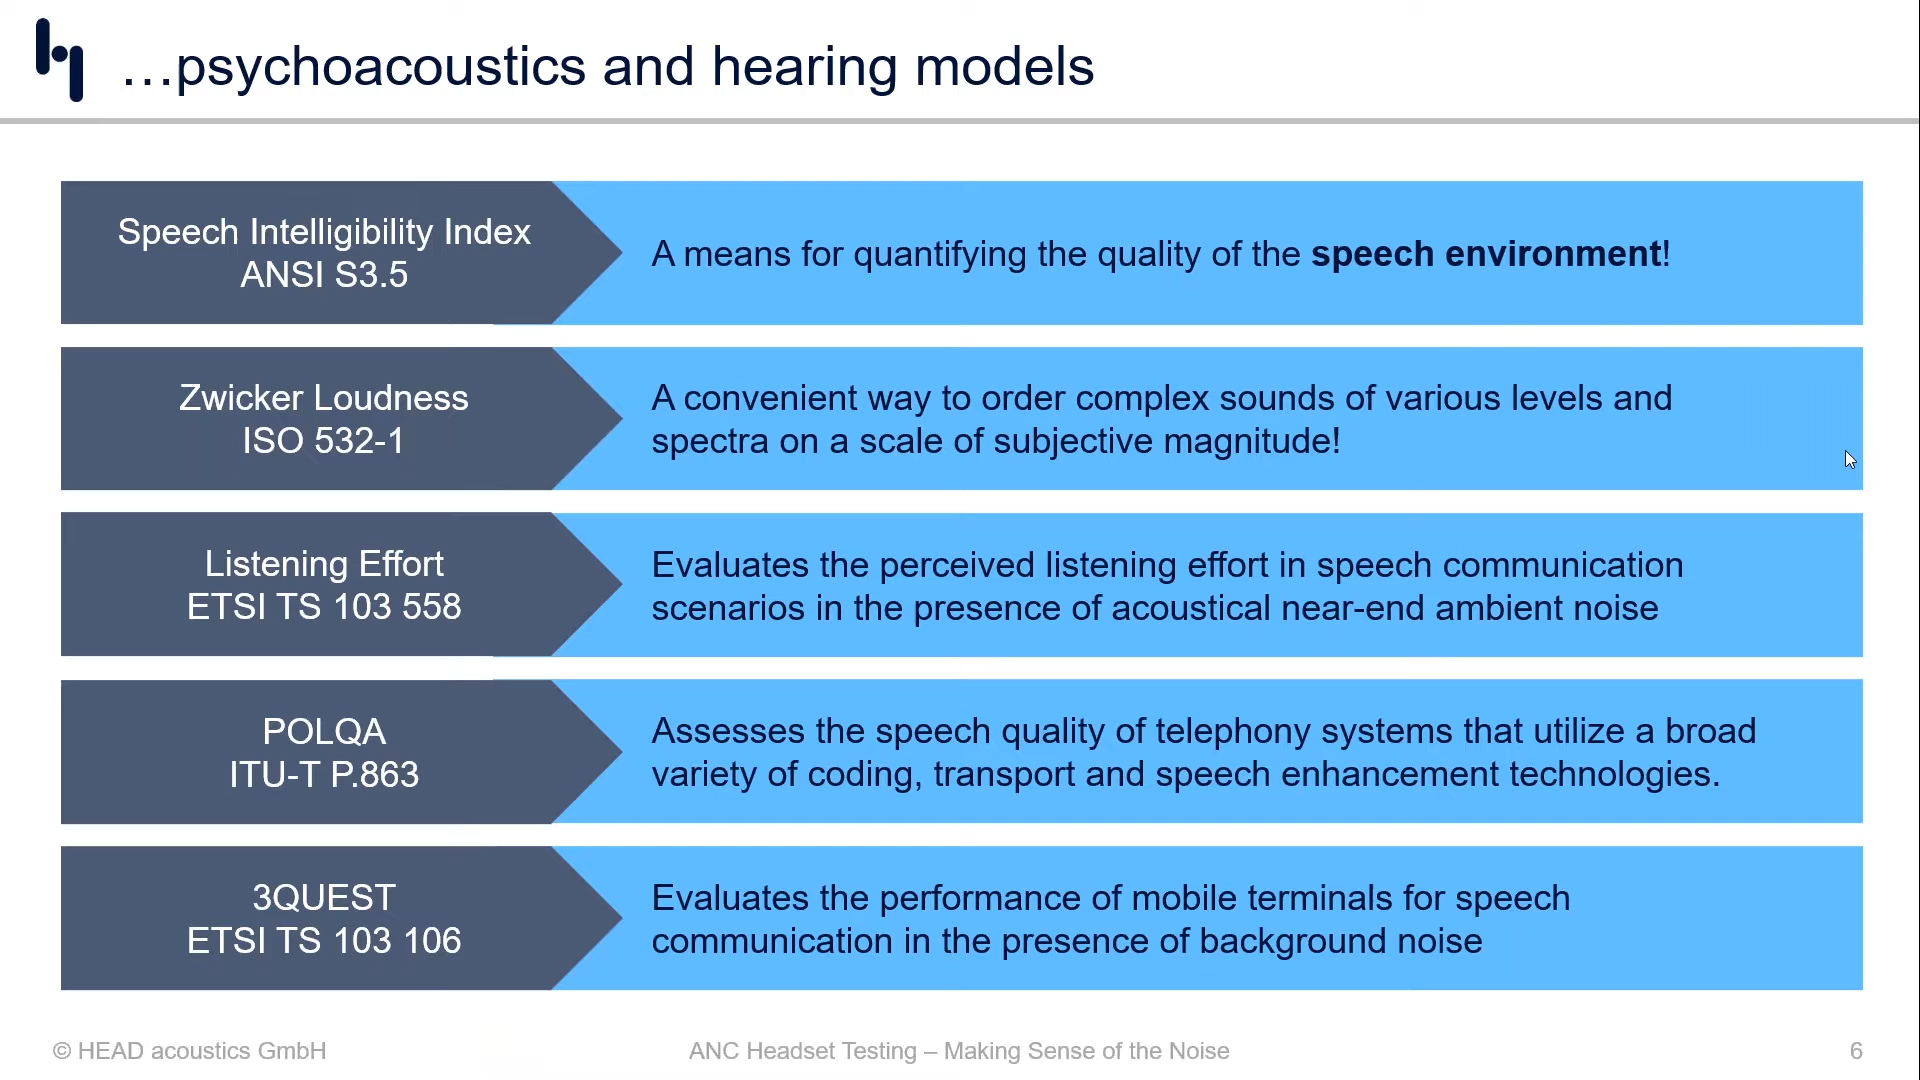 …psychoacoustics and hearing models
Speech Intelligibility Index
ANSI S3.5
A means for quantifying the quality of the speech environment!
Zwicker Loudness
ISO 532-1
A convenient way to order complex sounds of various levels and
spectra on a scale of subjective magnitude!
Listening Effort
ETSI TS 103 558
Evaluates the perceived listening effort in speech communication
scenarios in the presence of acoustical near-end ambient noise
POLQA
ITU-T P.863
Assesses the speech quality of telephony systems that utilize a broad
variety of coding, transport and speech enhancement technologies.
3QUEST
ETSI TS 103 106
Evaluates the performance of mobile terminals for speech
communication in the presence of background noise
© HEAD acoustics GmbH
ANC Headset Testing – Making Sense of the Noise
6